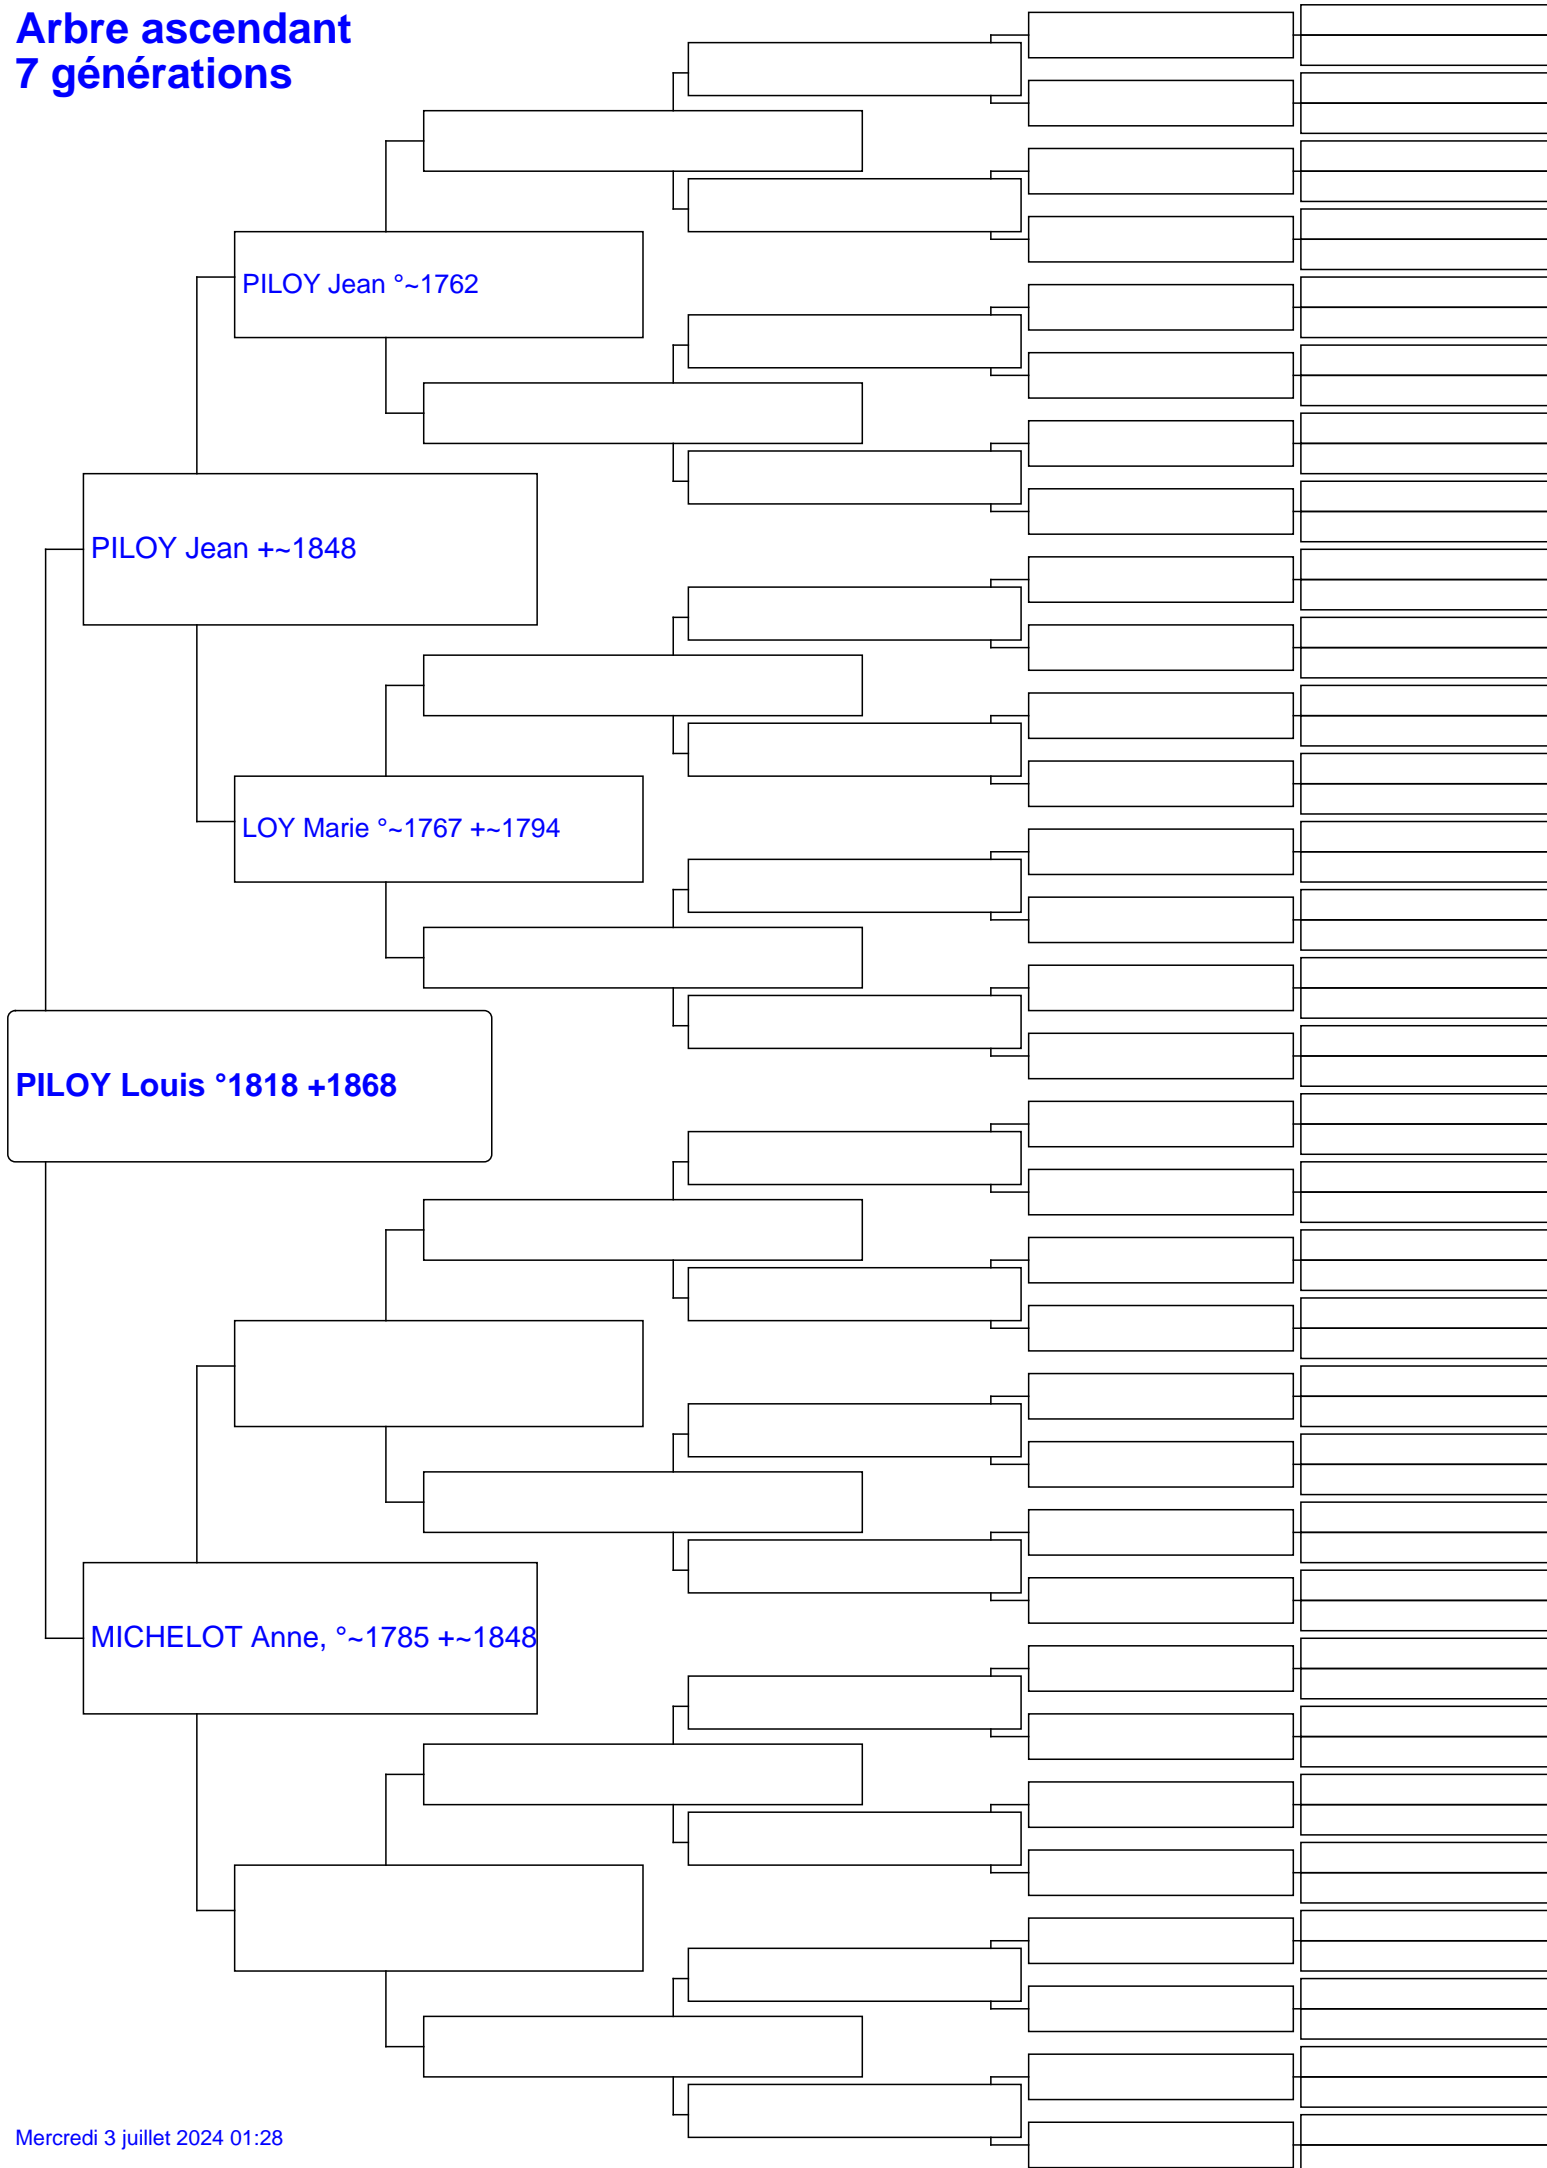 Arbre ascendant
7 générations
PILOY Jean °~1762
PILOY Jean +~1848
LOY Marie °~1767 +~1794
PILOY Louis °1818 +1868
MICHELOT Anne, °~1785 +~1848
Mercredi 3 juillet 2024 01:28